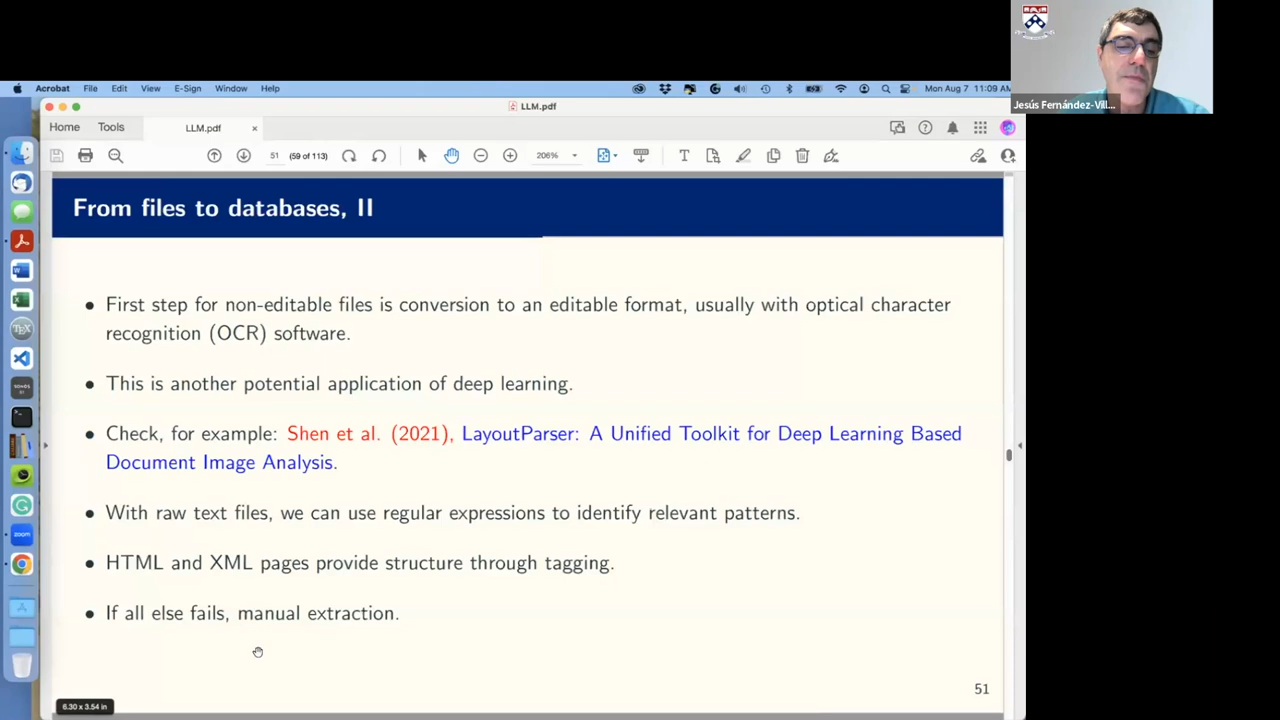 Acrobat File Edit View E-Sign Window Help Mon Aug 7 11:09 AM
Jesús Fernández-Vill...
LLM.pdf
Home Tools LLM.pdf ×
51 (59 of 113) 206%
From files to databases, II
• First step for non-editable files is conversion to an editable format, usually with optical character
recognition (OCR) software.
• This is another potential application of deep learning.
• Check, for example: Shen et al. (2021), LayoutParser: A Unified Toolkit for Deep Learning Based
Document Image Analysis.
• With raw text files, we can use regular expressions to identify relevant patterns.
• HTML and XML pages provide structure through tagging.
• If all else fails, manual extraction.
51
6.30 x 3.54 in
zoom